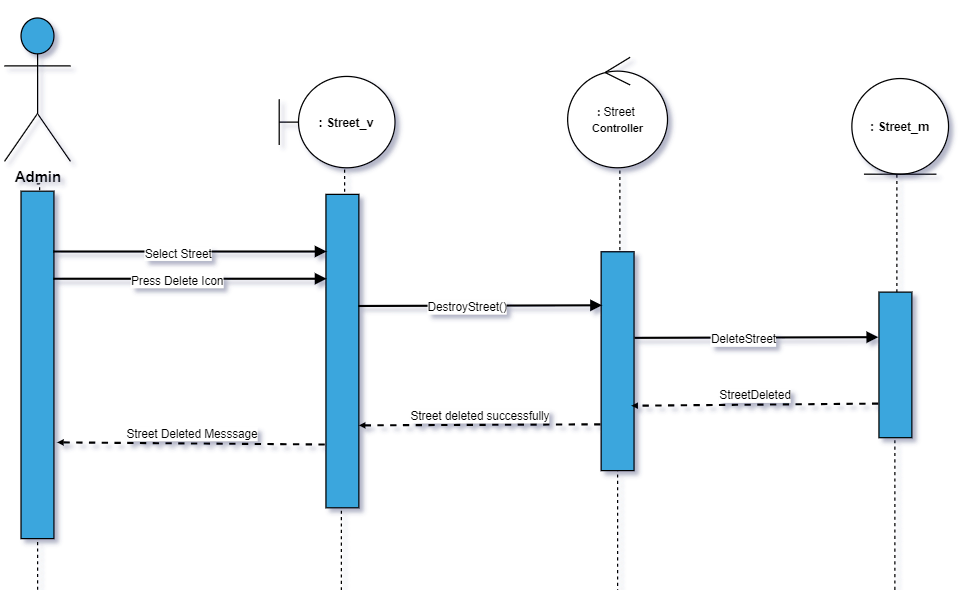 : Street_v
: Street
Controller
: Street_m
Admin
Select Street
Press Delete Icon
DestroyStreet()
DeleteStreet
StreetDeleted
Street deleted successfully
Street Deleted Messsage